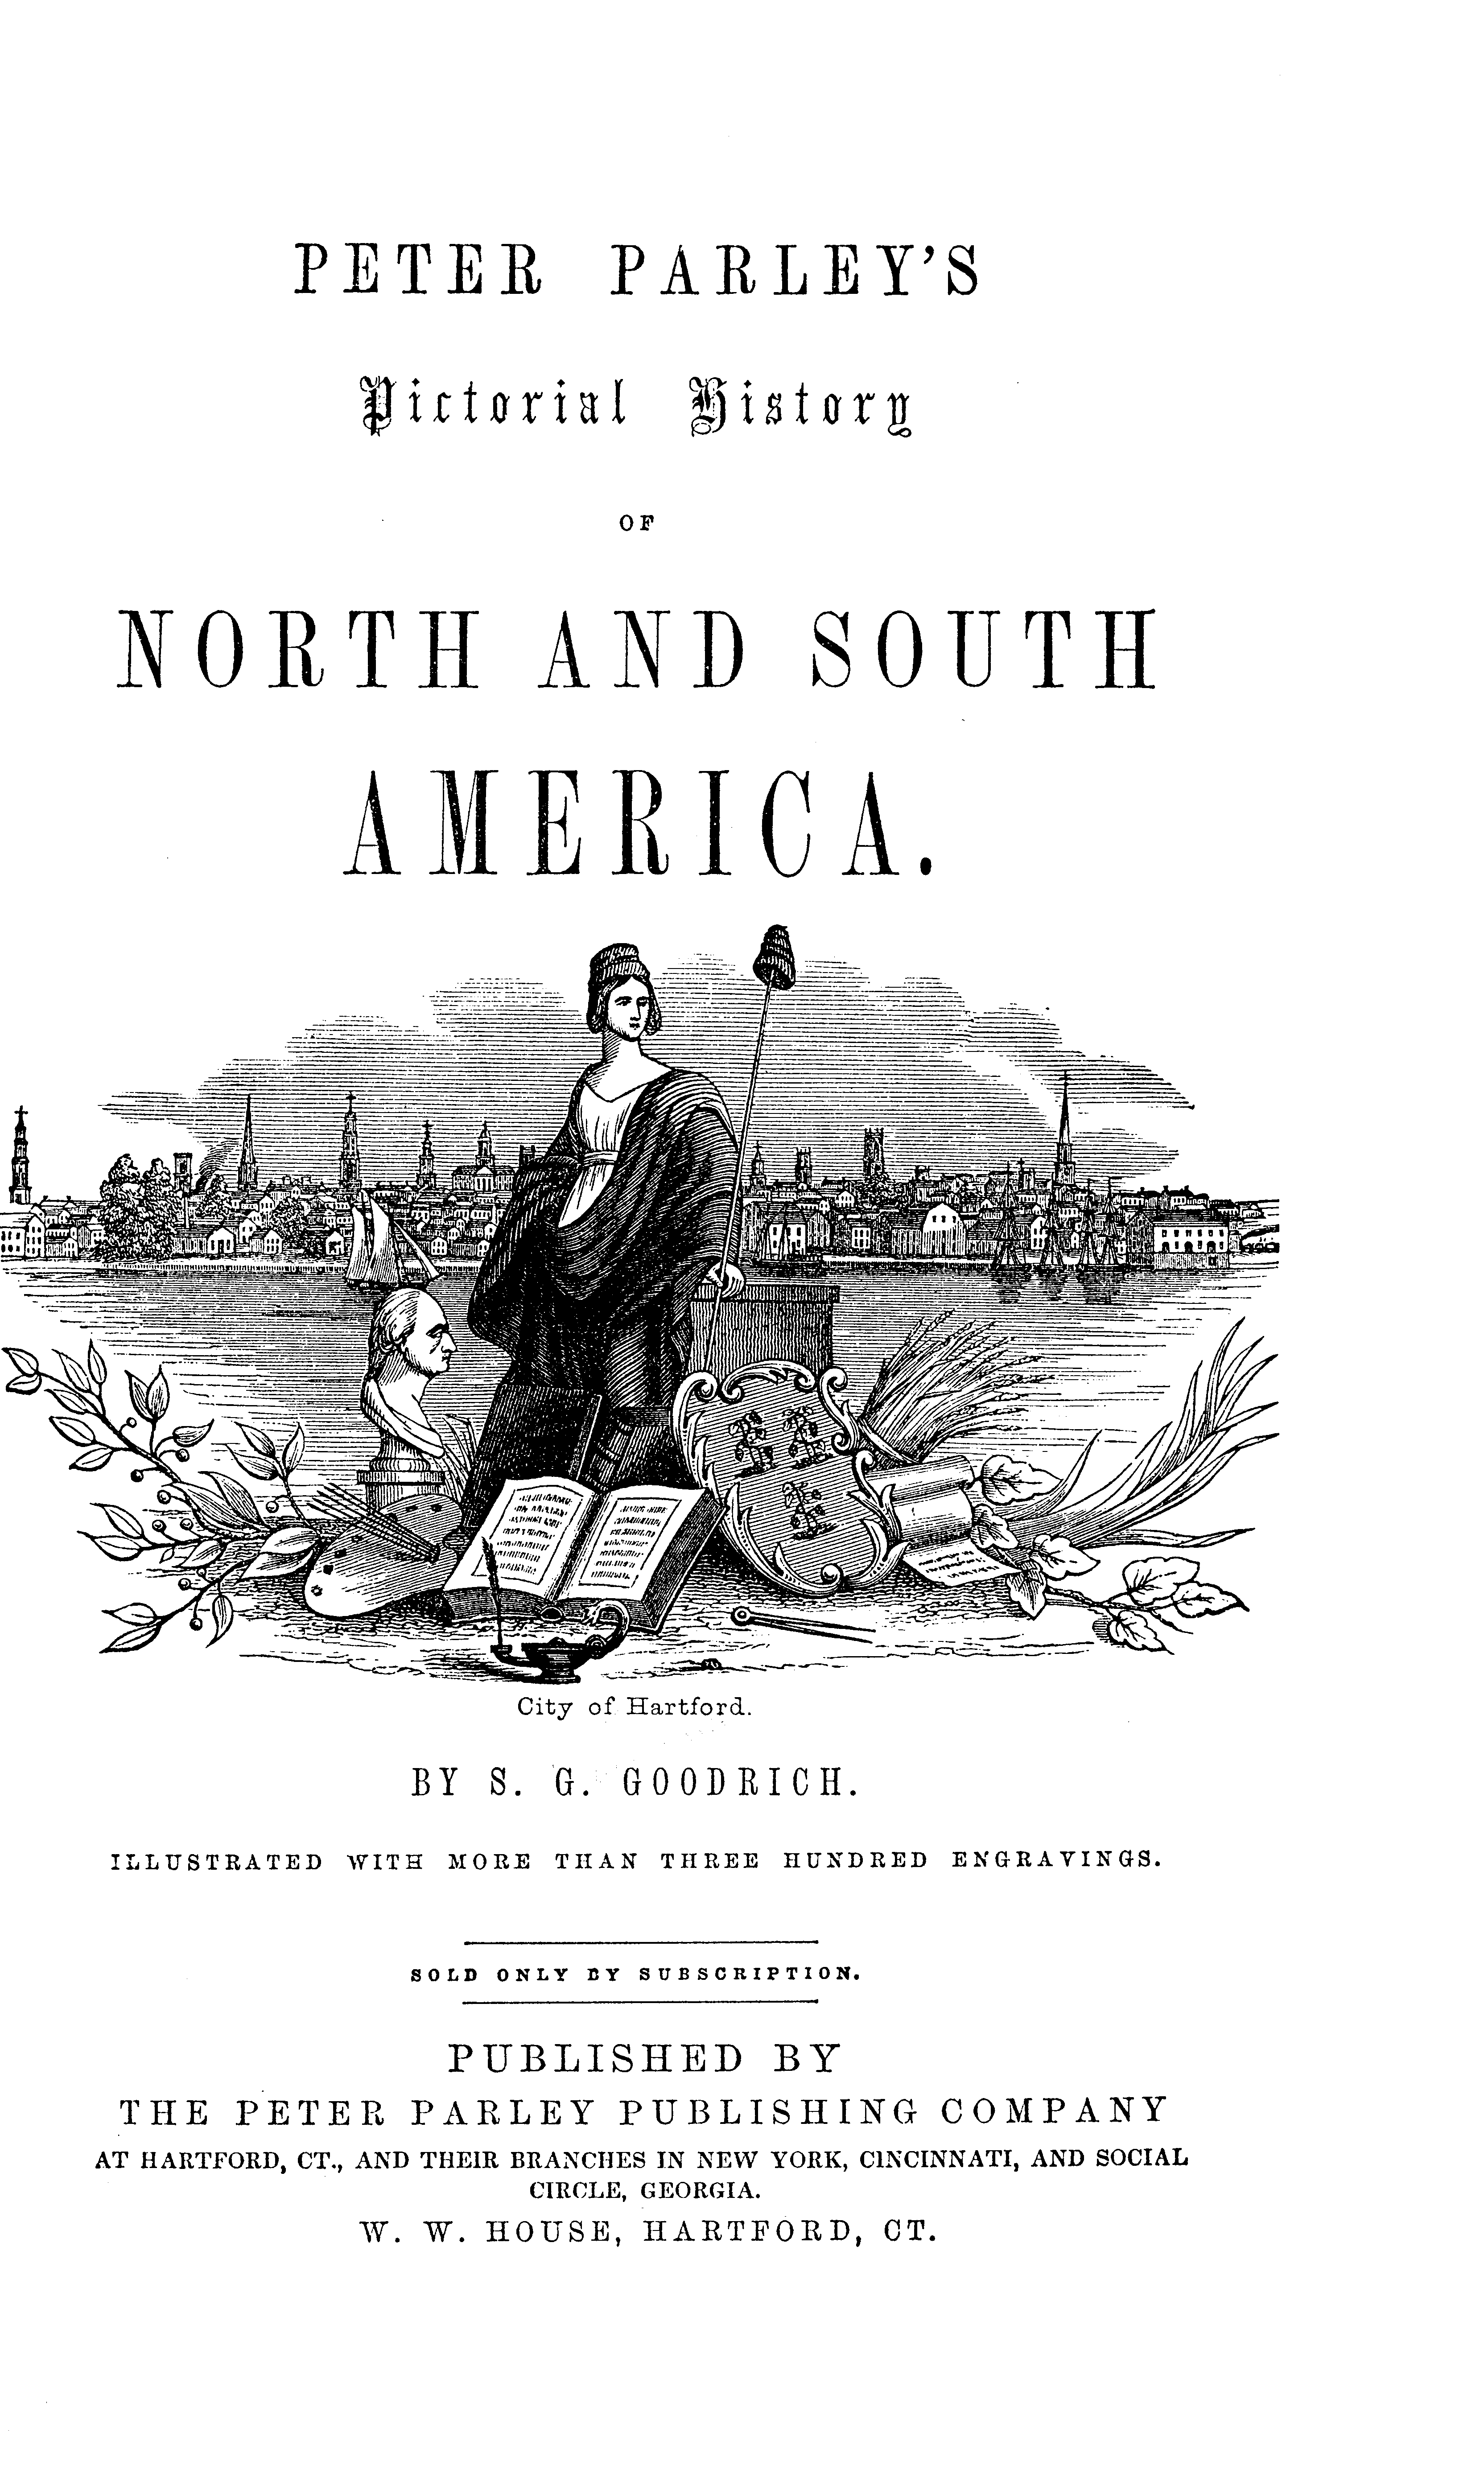 PETER PARLEY'S
Pictorial History
OF
NORTH AND SOUTH
AMERICA.
City of Hartford.
BY S. G. GOODRICH.
ILLUSTRATED WITH MORE THAN THREE HUNDRED ENGRAVINGS.
SOLD ONLY BY SUBSCRIPTION.
PUBLISHED BY
THE PETER PARLEY PUBLISHING COMPANY
AT HARTFORD, CT., AND THEIR BRANCHES IN NEW YORK, CINCINNATI, AND SOCIAL
CIRCLE, GEORGIA.
W. W. HOUSE, HARTFORD, CT.